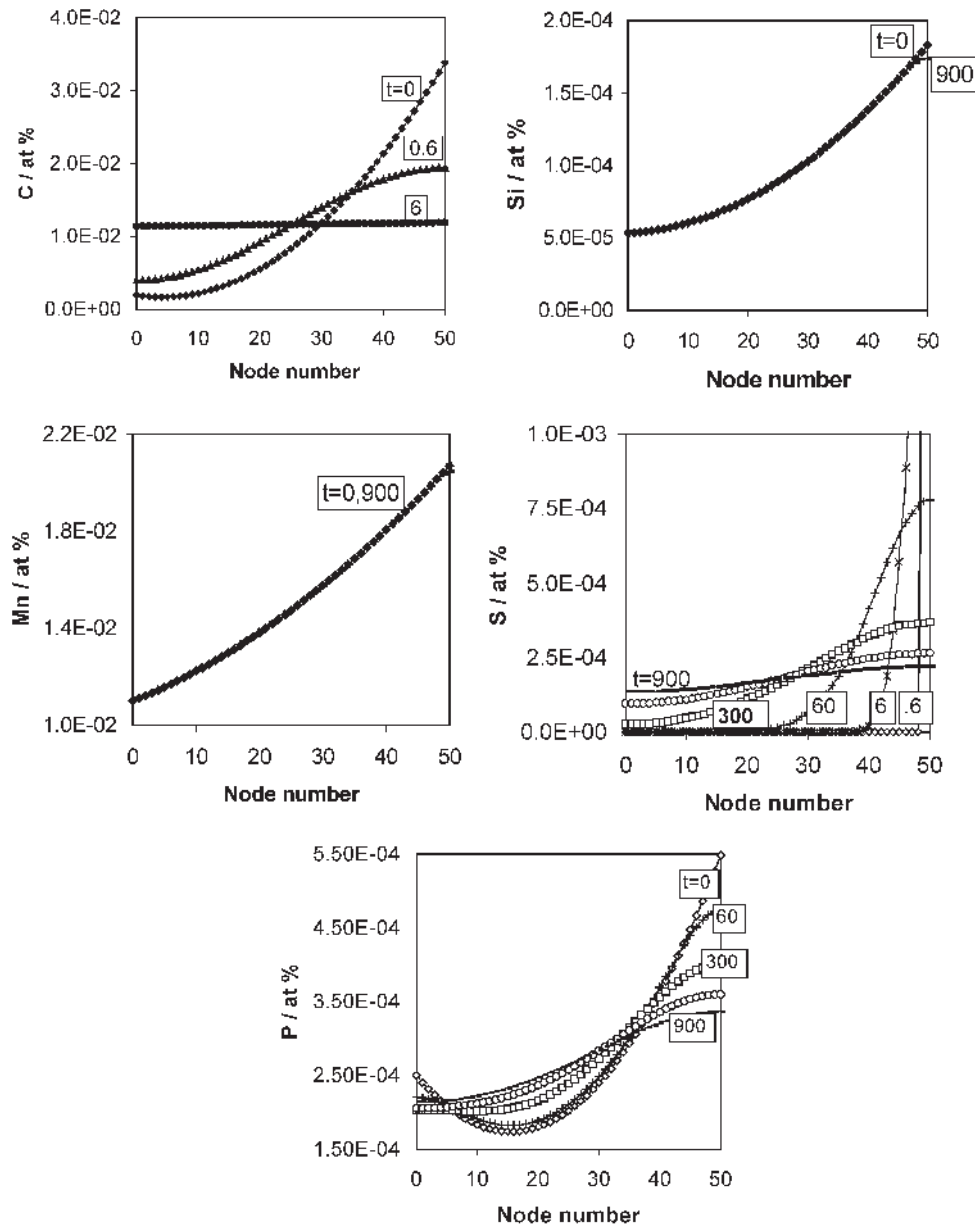 4.0E-02
3.0E-02
2.0E-02
1.0E-02
0.0E+00
C / at %
t=0
0.6
6
0 10 20 30 40 50
Node number
2.0E-04
1.5E-04
1.0E-04
5.0E-05
0.0E+00
Si / at %
t=0
900
0 10 20 30 40 50
Node number
2.2E-02
1.8E-02
1.4E-02
1.0E-02
Mn / at %
t=0,900
0 10 20 30 40 50
Node number
1.0E-03
7.5E-04
5.0E-04
2.5E-04
0.0E+00
S / at %
t=900
300
60
6
.6
0 10 20 30 40 50
Node number
5.50E-04
4.50E-04
3.50E-04
2.50E-04
1.50E-04
P / at %
t=0
60
300
900
0 10 20 30 40 50
Node number